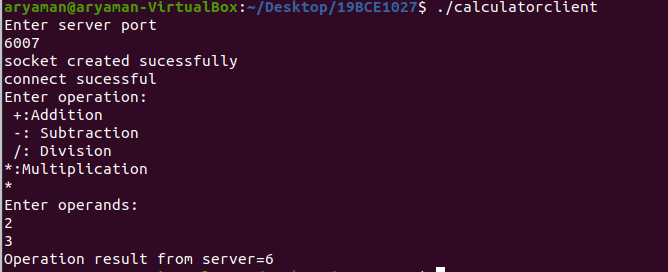 aryaman@aryaman-VirtualBox:~/Desktop/19BCE1027$ ./calculatorclient
Enter server port
6007
socket created sucessfully
connect sucessful
Enter operation:
 +:Addition
 -: Subtraction
 /: Division
*:Multiplication
*
Enter operands:
2
3
Operation result from server=6